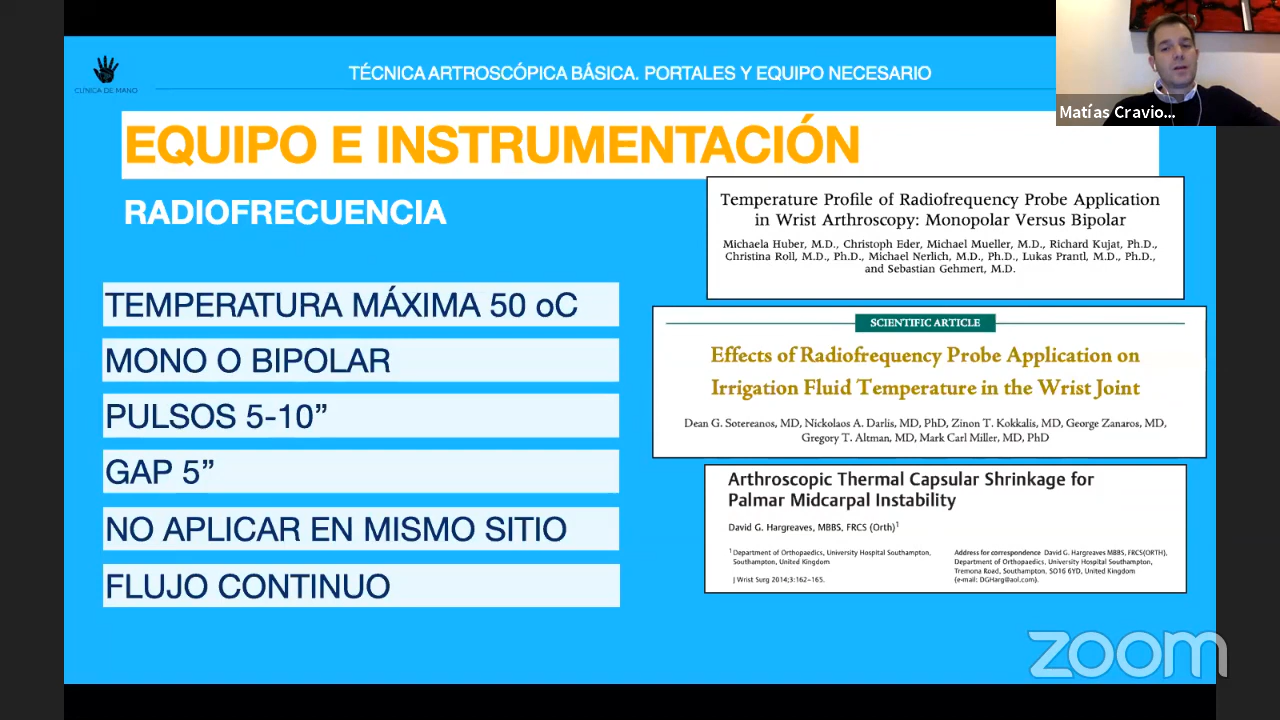 CLINICA DE MANO
TÉCNICA ARTROSCÓPICA BÁSICA. PORTALES Y EQUIPO NECESARIO
Matías Cravio...
EQUIPO E INSTRUMENTACIÓN
RADIOFRECUENCIA
TEMPERATURA MÁXIMA 50 oC
MONO O BIPOLAR
PULSOS 5-10”
GAP 5”
NO APLICAR EN MISMO SITIO
FLUJO CONTINUO
Temperature Profile of Radiofrequency Probe Application
in Wrist Arthroscopy: Monopolar Versus Bipolar
Michaela Huber, M.D., Christoph Eder, M.D., Michael Mueller, M.D., Richard Kujat, Ph.D.,
Christina Roll, M.D., Ph.D., Michael Nerlich, M.D., Ph.D., Lukas Prantl, M.D., Ph.D.,
and Sebastian Gehmert, M.D.
SCIENTIFIC ARTICLE
Effects of Radiofrequency Probe Application on
Irrigation Fluid Temperature in the Wrist Joint
Dean G. Sotereanos, MD, Nickolaos A. Darlis, MD, PhD, Zinon T. Kokkalis, MD, George Zanaros, MD,
Gregory T. Altman, MD, Mark Carl Miller, MD, PhD
Arthroscopic Thermal Capsular Shrinkage for
Palmar Midcarpal Instability
David G. Hargreaves, MBBS, FRCS (Orth)1
1 Department of Orthopaedics, University Hospital Southampton,
Southampton, United Kingdom
J Wrist Surg 2014;3:162–165.
Address for correspondence David G. Hargreaves MBBS, FRCS(ORTH),
Department of Orthopaedics, University Hospital Southampton,
Tremona Road, Southampton, SO16 6YD, United Kingdom
(e-mail: DGHarg@aol.com).
zoom